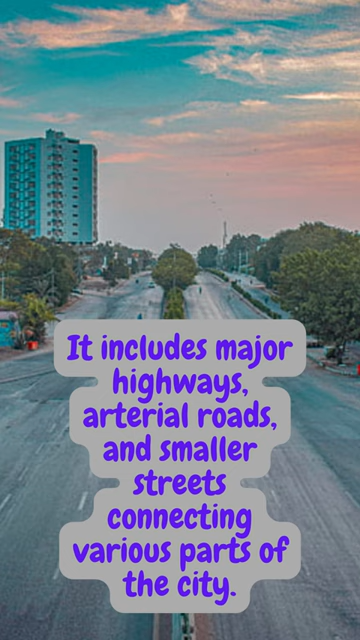 It includes major
highways,
arterial roads,
and smaller
streets
connecting
various parts of
the city.